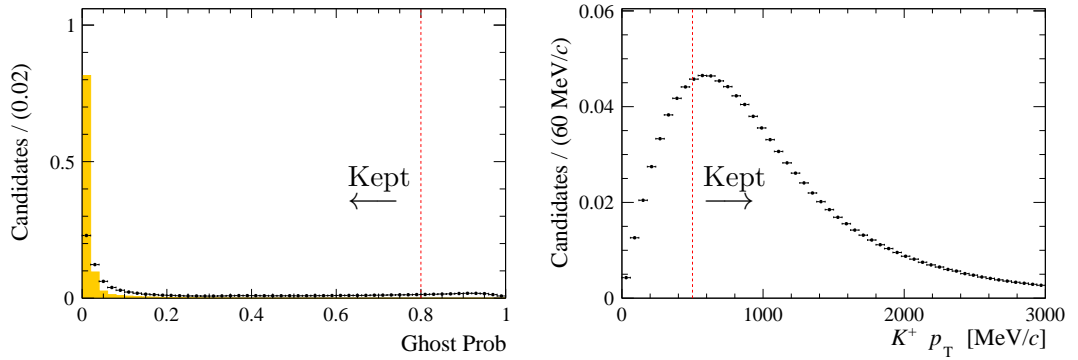 Candidates / (0.02)
1
0.5
0
Kept
0
0.2
0.4
0.6
0.8
1
Ghost Prob
Candidates / (60 MeV/c)
0.06
0.04
0.02
0.00
Kept
0
1000
2000
3000
K+ pT [MeV/c]